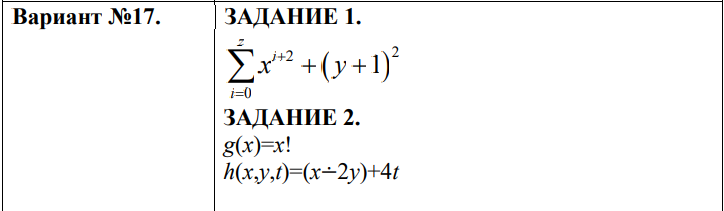 Вариант №17.
ЗАДАНИЕ 1.
z
∑ x^{i+2} + (y + 1)^2
i=0
ЗАДАНИЕ 2.
g(x)=x!
h(x,y,t)=(x∸2y)+4t